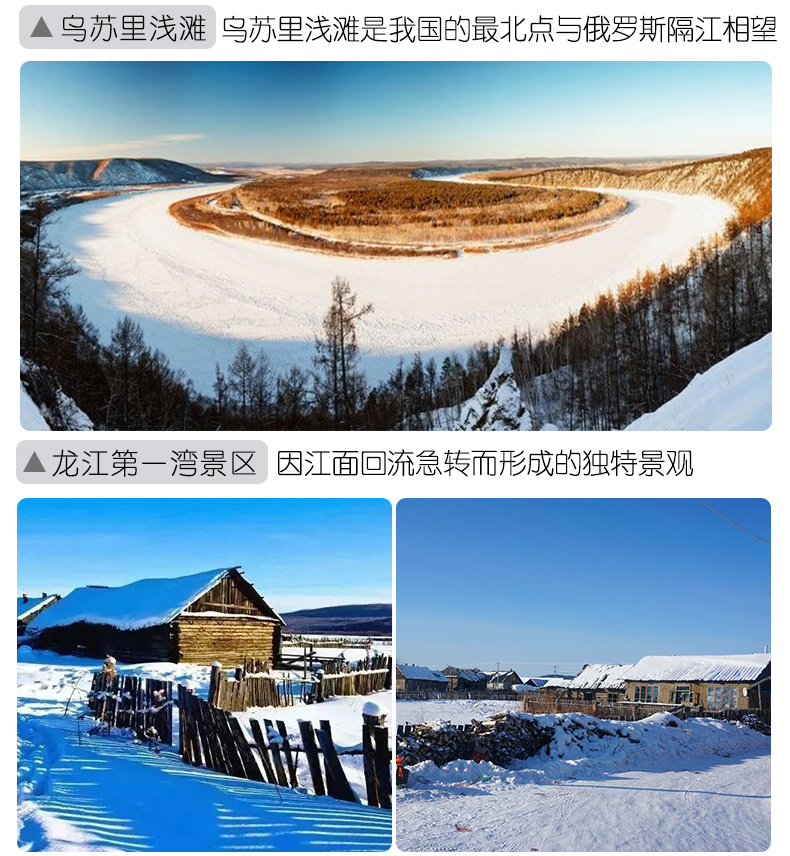 ▲乌苏里浅滩 乌苏里浅滩是我国的最北点与俄罗斯隔江相望
▲龙江第一湾景区 因江面回流急转而形成的独特景观